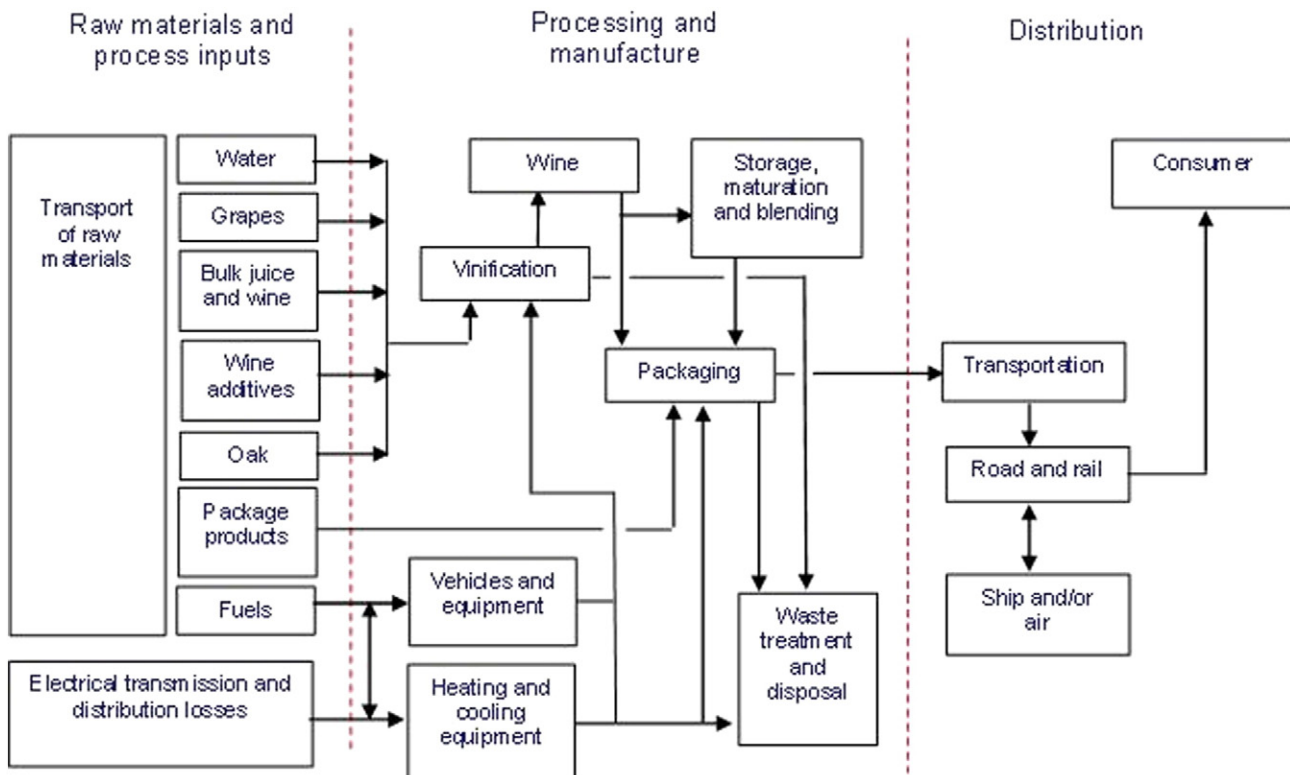 Raw materials and
process inputs
Processing and
manufacture
Distribution
Transport
of raw
materials
Water
Grapes
Bulk juice
and wine
Wine
additives
Oak
Package
products
Fuels
Electrical transmission and
distribution losses
Wine
Storage,
maturation
and blending
Vinification
Packaging
Vehicles and
equipment
Heating and
cooling
equipment
Waste
treatment
and
disposal
Consumer
Transportation
Road and rail
Ship and/or
air